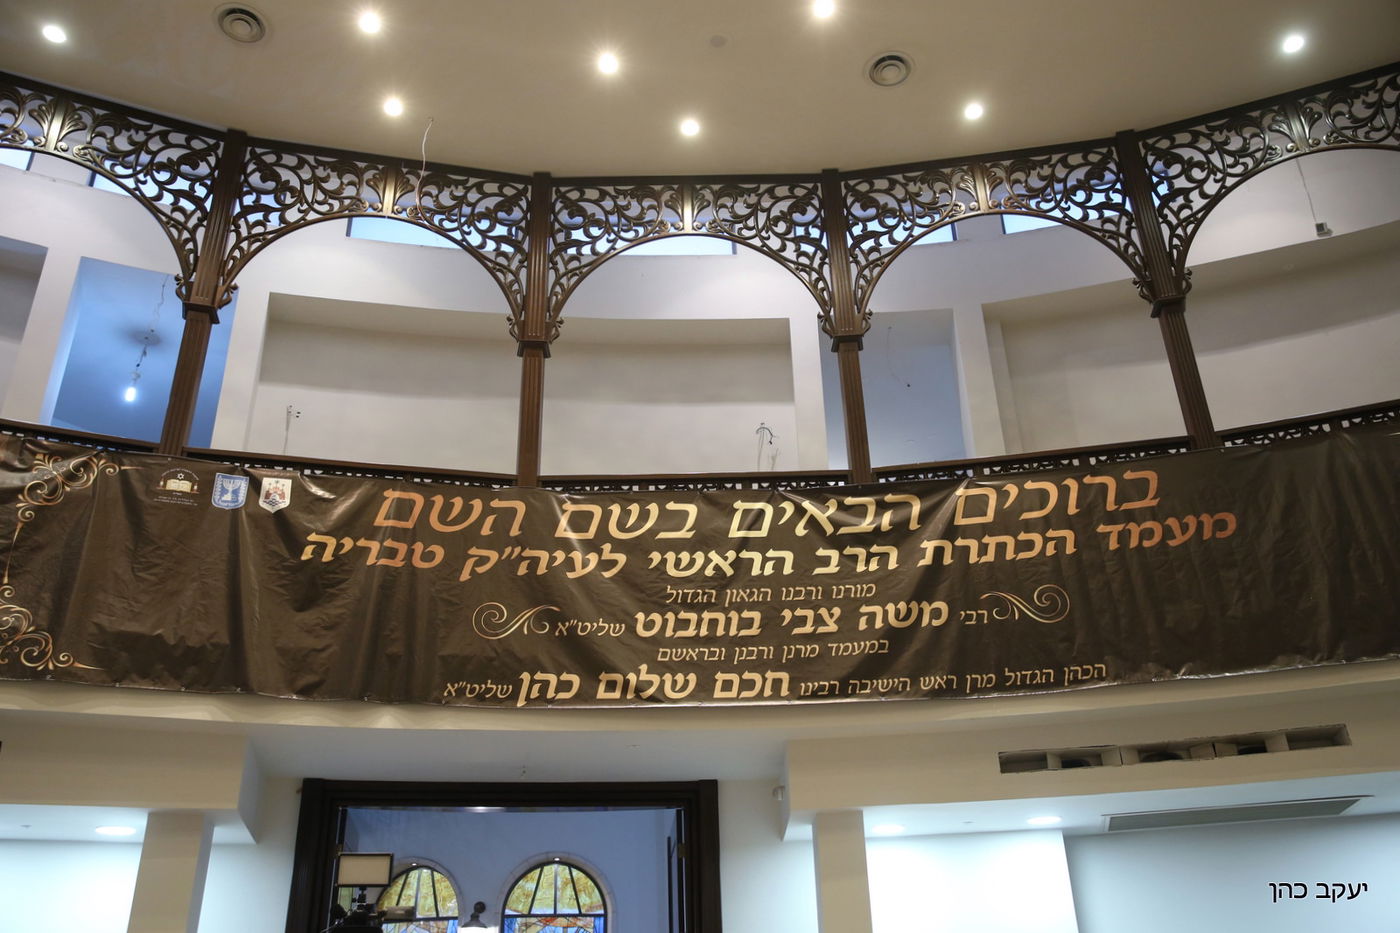 ברוכים הבאים בשם השם
מעמד הכתרת הרב הראשי לעיה"ק טבריה
מורנו ורבנו הגאון הגדול
רבי משה צבי בוחבוט שליט"א
במעמד מרנן ורבנן ובראשם
הכהן הגדול מרן ראש הישיבה רבינו חכם שלום כהן שליט"א
יעקב כהן